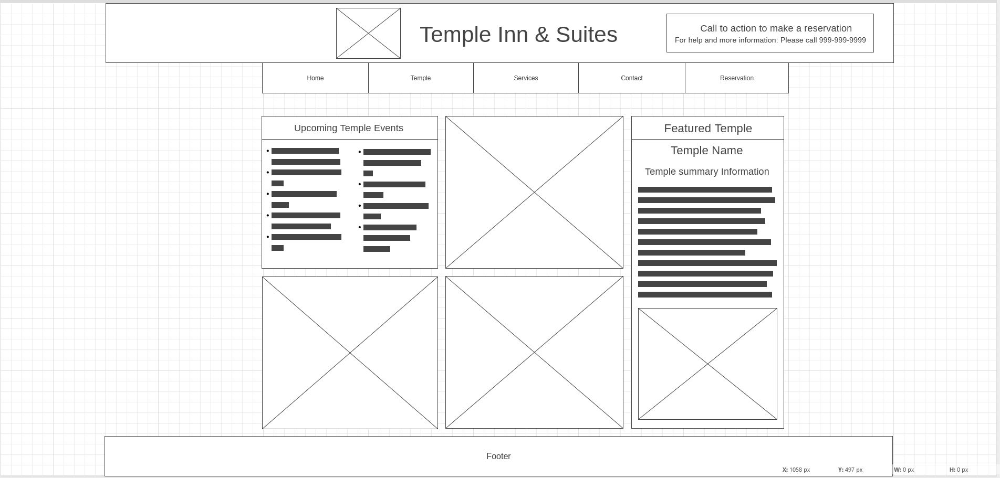 Temple Inn & Suites
Call to action to make a reservation
For help and more information: Please call 999-999-9999
Home
Temple
Services
Contact
Reservation
Upcoming Temple Events
Featured Temple
Temple Name
Temple summary Information
Footer
X: 1058 px
Y: 497 px
W: 0 px
H: 0 px